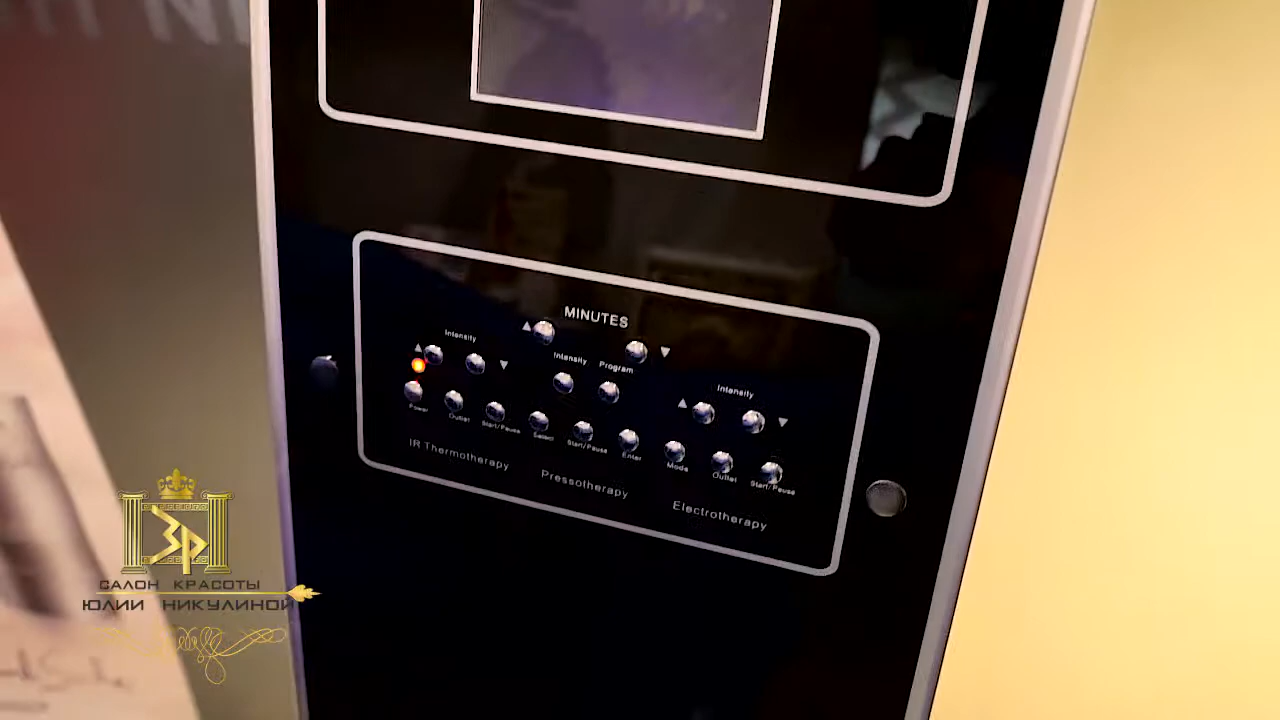 MINUTES
Intensity
Intensity Program
Intensity
Power Outlet Start/Pause Select Start/Pause Enter Mode Outlet Start/Pause
IR Thermotherapy Pressotherapy Electrotherapy
САЛОН КРАСОТЫ
ЮЛИИ НИКУЛИНОЙ